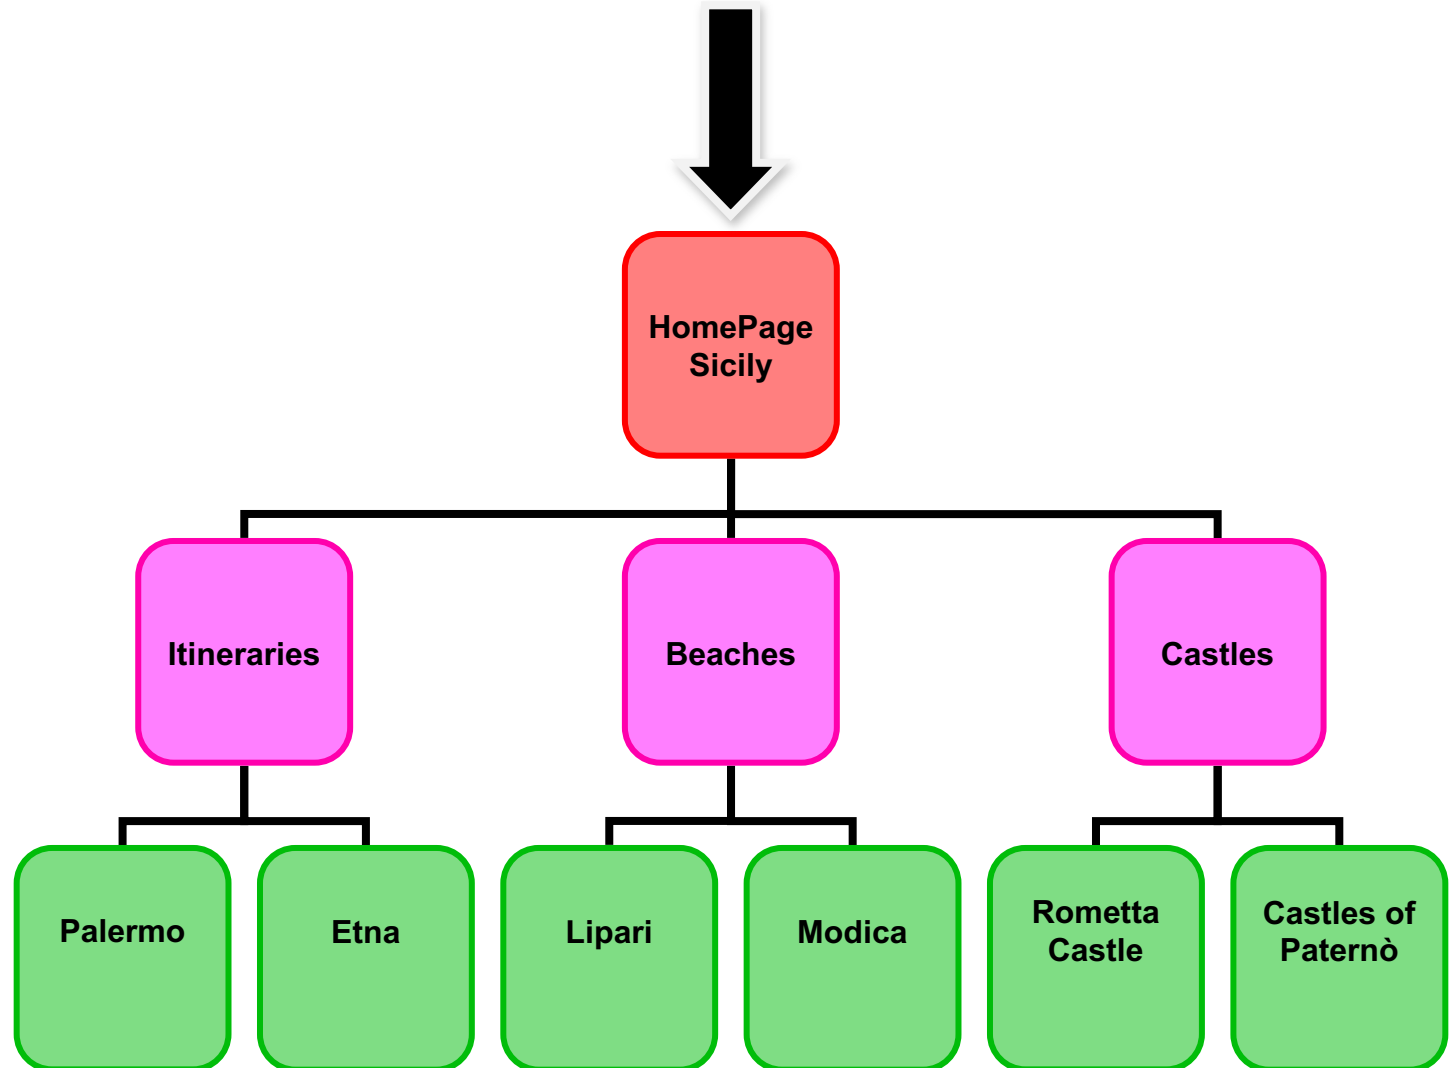 HomePage
Sicily
Itineraries
Beaches
Castles
Palermo
Etna
Lipari
Modica
Rometta
Castle
Castles of
Paternò